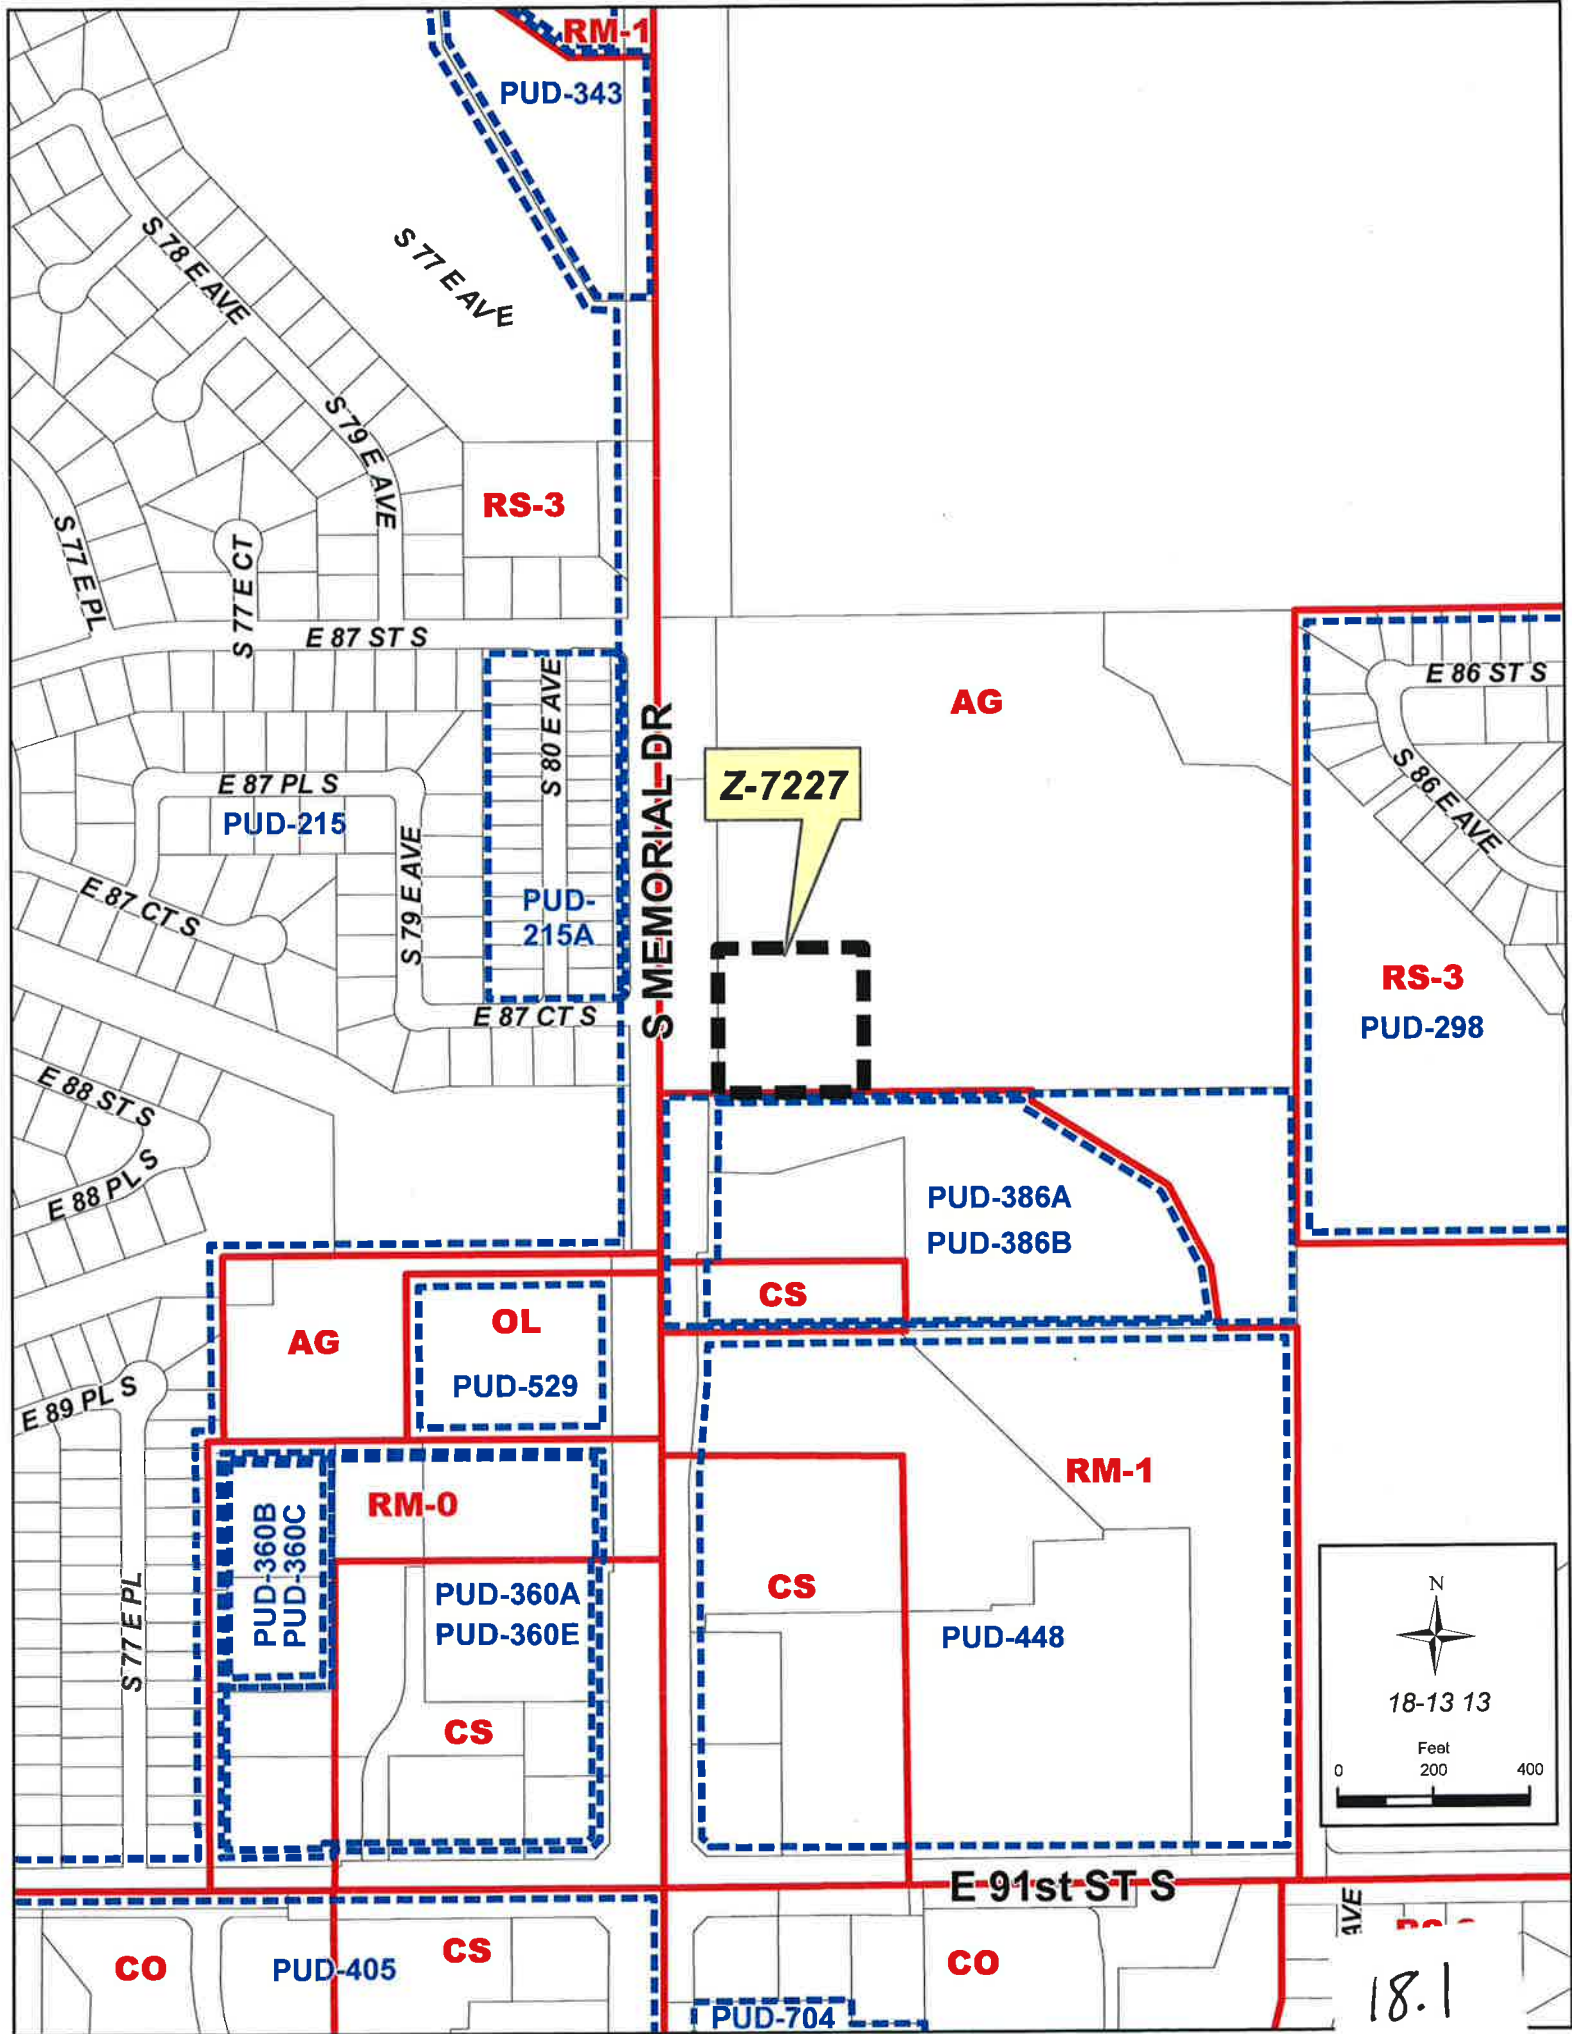 RM-1
PUD-343
S 78 E AVE
S 77 E AVE
S 79 E AVE
RS-3
S 77 E PL
S 77 E CT
E 87 ST S
S 80 E AVE
AG
E 86 ST S
S MEMORIAL DR
Z-7227
S 86 E AVE
E 87 PL S
PUD-215
S 79 E AVE
E 87 CT S
PUD-
215A
E 87 CT S
RS-3
PUD-298
E 88 ST S
E 88 PL S
PUD-386A
PUD-386B
CS
AG
OL
PUD-529
E 89 PL S
RM-1
RM-0
PUD-360B
PUD-360C
PUD-360A
PUD-360E
CS
PUD-448
S 77 E PL
CS
N
18-13 13
Feet
0 200 400
E 91st ST S
AVE
CO
PUD-405
CS
CO
PUD-704
18.1